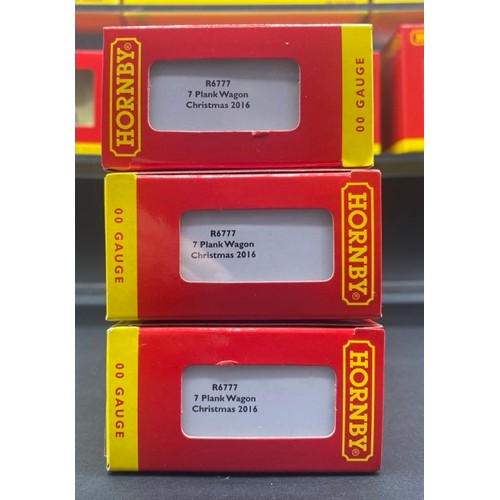 HORNBY®
R6777
7 Plank Wagon
Christmas 2016
00 GAUGE
00 GAUGE
R6777
7 Plank Wagon
Christmas 2016
HORNBY®
00 GAUGE
R6777
7 Plank Wagon
Christmas 2016
HORNBY®